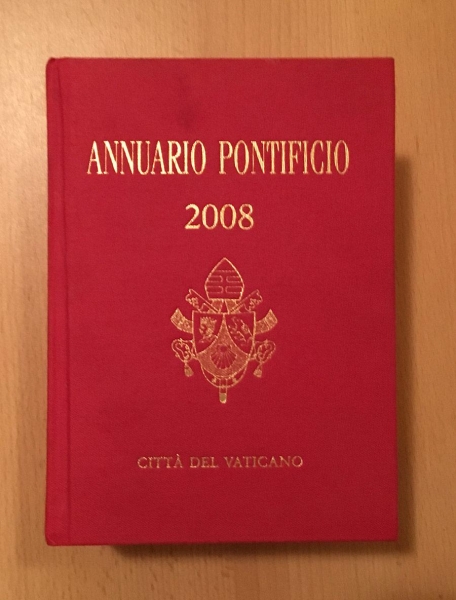 ANNUARIO PONTIFICIO
2008
CITTÀ DEL VATICANO